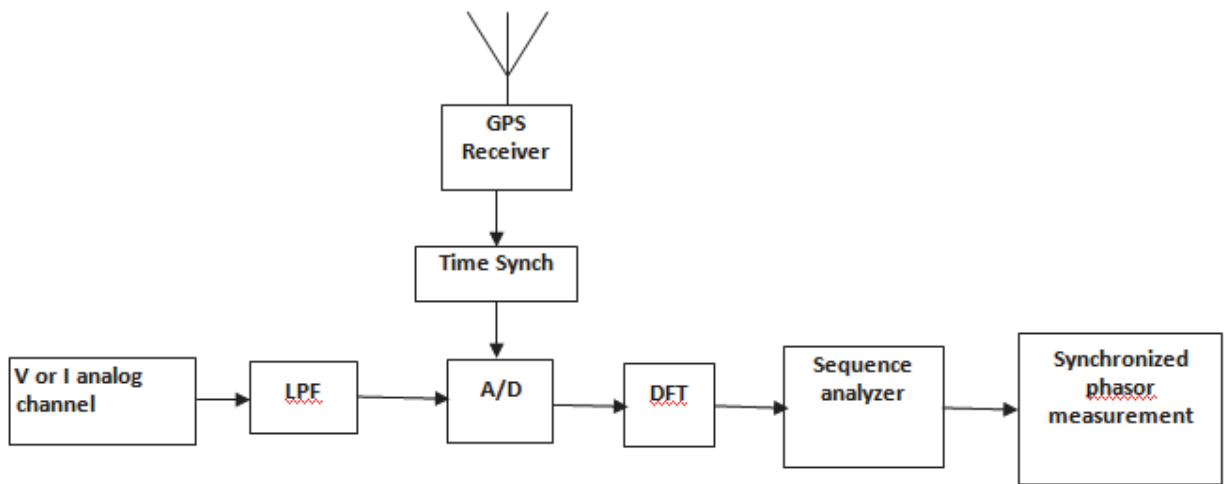 GPS
Receiver
Time Synch
V or I analog
channel
LPF
A/D
DFT
Sequence
analyzer
Synchronized
phasor
measurement